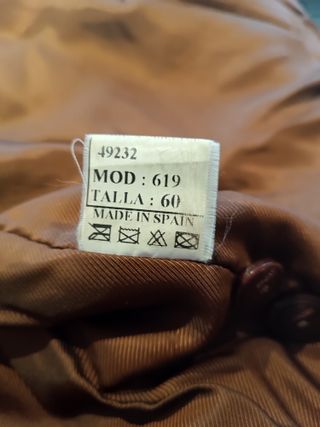 49232
MOD : 619
TALLA : 60
MADE IN SPAIN